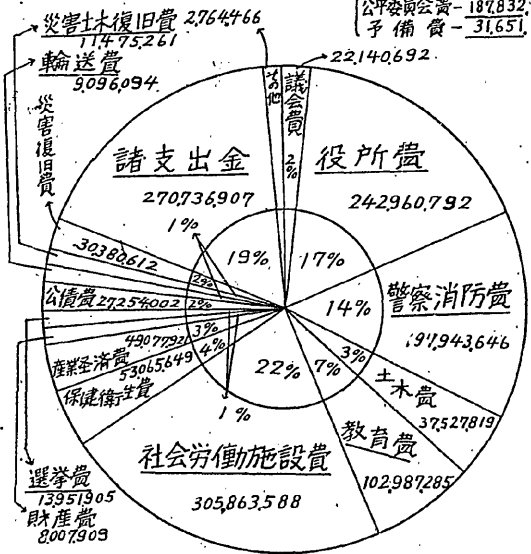 公平委員会費－187,832
予備費－31,651
災害土木復旧費 2,764,466
11,475,261
輸送費
9,096,094
災害復旧費
その他
議会費
2%
22,140,692
諸支出金
270,736,907
19%
役所費
242,960,792
17%
警察消防費
14%
土木費
37,527,819
3%
教育費
102,987,285
7%
社会労働施設費
305,863,588
22%
保健衛生費
53,065,649
4%
産業経済費
49,077,921
3%
公債費 27,254,002
2%
30,380,612
2%
1%
1%
選挙費
13,951,905
財産費
8,007,909